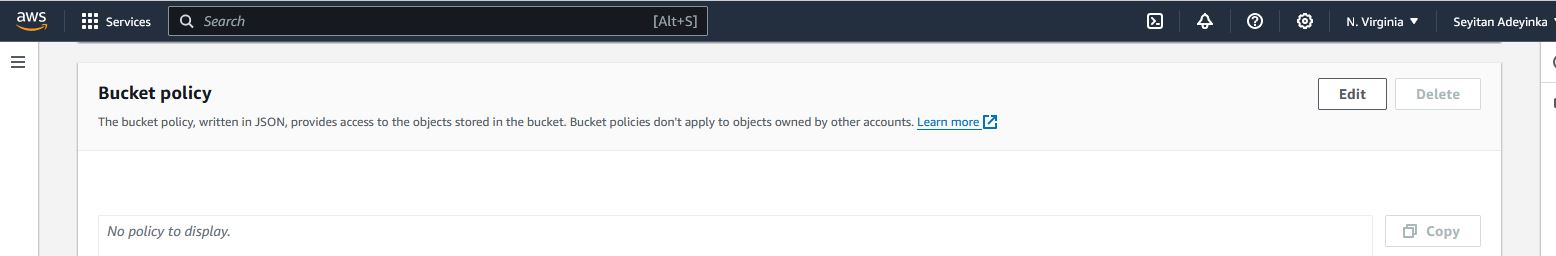 aws Services Search [Alt+S] N. Virginia Seyitan Adeyinka
Bucket policy Edit Delete
The bucket policy, written in JSON, provides access to the objects stored in the bucket. Bucket policies don't apply to objects owned by other accounts. Learn more
No policy to display. Copy